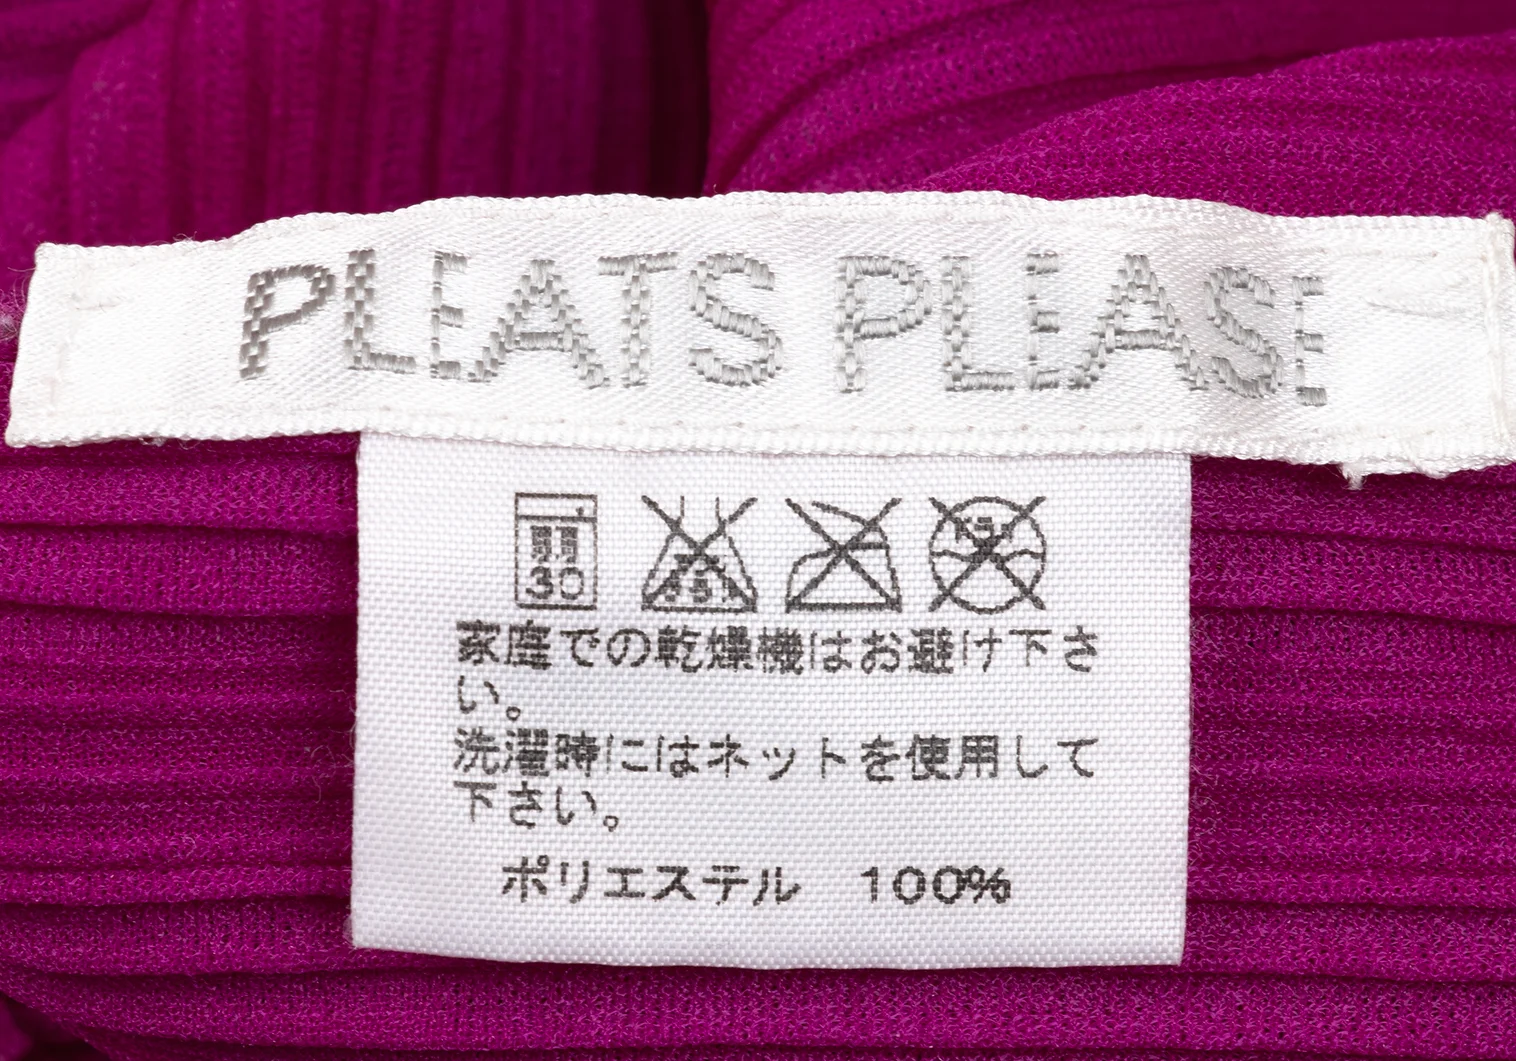 PLEATS PLEASE
弱
30
家庭での乾燥機はお避け下さ
い。
洗濯時にはネットを使用して
下さい。
ポリエステル　100%